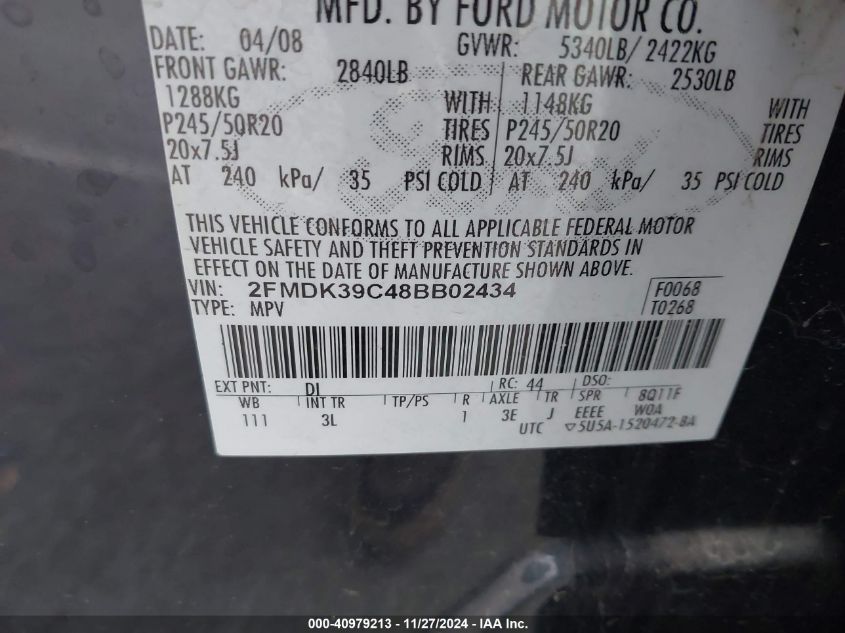 MFD. BY FORD MOTOR CO.
DATE: 04/08 GVWR: 5340LB/ 2422KG
FRONT GAWR: 2840LB REAR GAWR: 2530LB
1288KG WITH 1148KG WITH
P245/50R20 TIRES P245/50R20 TIRES
20x7.5J RIMS 20x7.5J RIMS
AT 240 kPa/ 35 PSI COLD AT 240 kPa/ 35 PSI COLD
THIS VEHICLE CONFORMS TO ALL APPLICABLE FEDERAL MOTOR
VEHICLE SAFETY AND THEFT PREVENTION STANDARDS IN
EFFECT ON THE DATE OF MANUFACTURE SHOWN ABOVE.
VIN: 2FMDK39C48BB02434 F0068
TYPE: MPV T0268
EXT PNT: DI RC: 44 DSO:
WB INT TR TP/PS R AXLE TR SPR 8Q11F
111 3L 1 3E J EEEE WOA
UTC ▽5U5A-1520472-BA
000-40979213 - 11/27/2024 - IAA Inc.